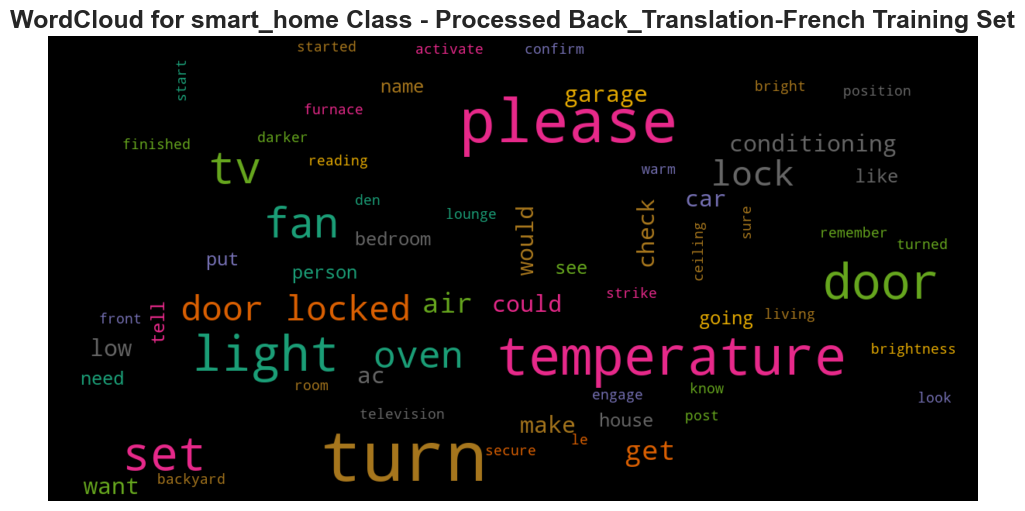 WordCloud for smart_home Class - Processed Back_Translation-French Training Set
started
activate
confirm
start
name
garage
bright
position
furnace
please
finished
darker
conditioning
tv
reading
warm
lock
like
den
car
fan
lounge
would
check
ceiling
sure
remember
bedroom
turned
put
person
see
door
door locked
air
could
strike
front
tell
going
living
low
light
oven
temperature
brightness
need
room
ac
engage
know
look
television
make
house
post
le
set
turn
secure
get
want
backyard